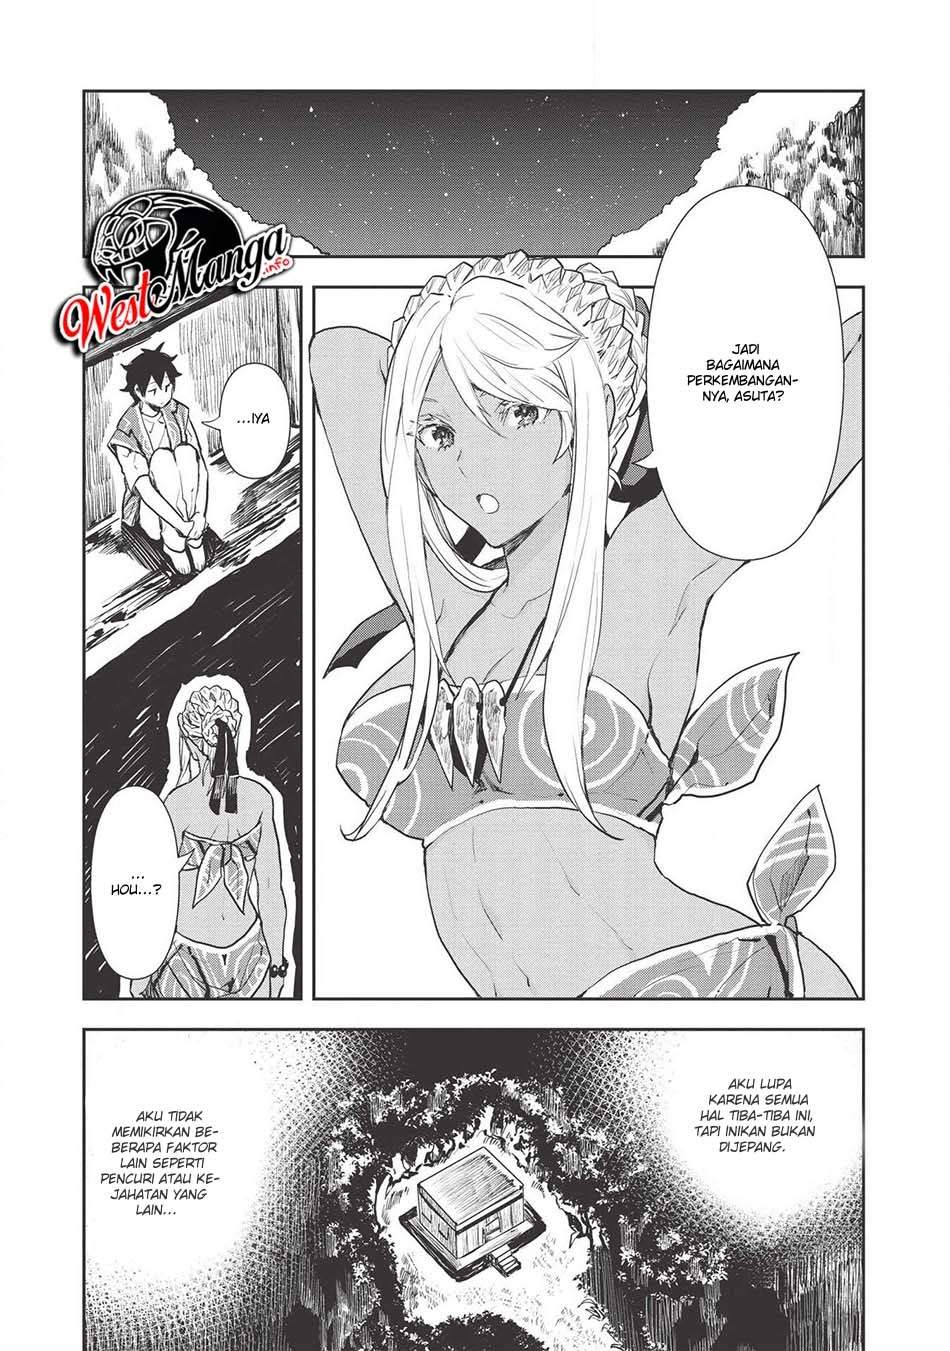 WestManga
.info
JADI
BAGAIMANA
PERKEMBANGAN-
NYA, ASUTA?
...IYA
...
HOU...?
AKU LUPA
KARENA SEMUA
HAL TIBA-TIBA INI,
TAPI INIKAN BUKAN
DIJEPANG.
AKU TIDAK
MEMIKIRKAN BE-
BERAPA FAKTOR
LAIN SEPERTI
PENCURI ATAU KE-
JAHATAN YANG
LAIN...